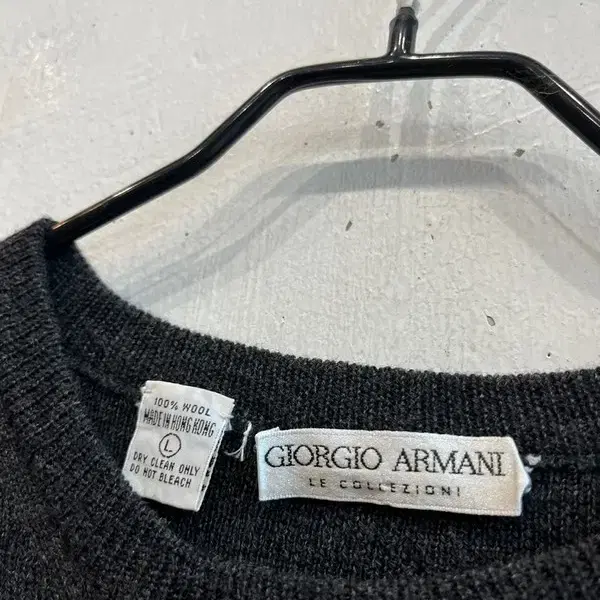 100% WOOL
MADE IN HONG KONG
L
DRY CLEAN ONLY
DO NOT BLEACH
GIORGIO ARMANI
LE COLLEZIONI